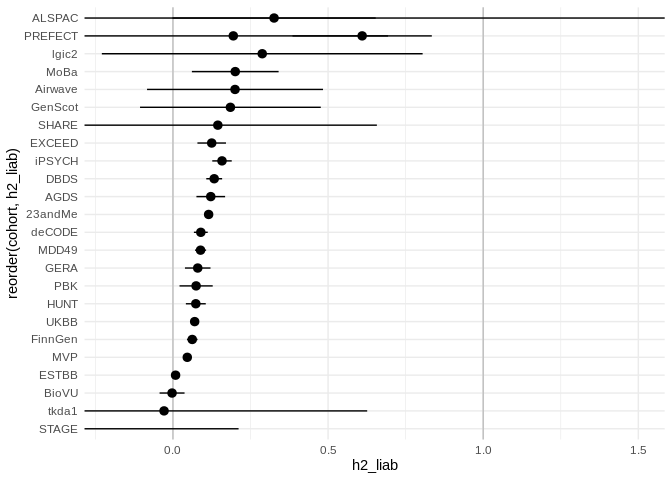 ALSPAC
PREFECT
lgic2
MoBa
Airwave
GenScot
SHARE
EXCEED
iPSYCH
DBDS
AGDS
23andMe
deCODE
MDD49
GERA
PBK
HUNT
UKBB
FinnGen
MVP
ESTBB
BioVU
tkda1
STAGE
reorder(cohort, h2_liab)
0.0 0.5 1.0 1.5
h2_liab